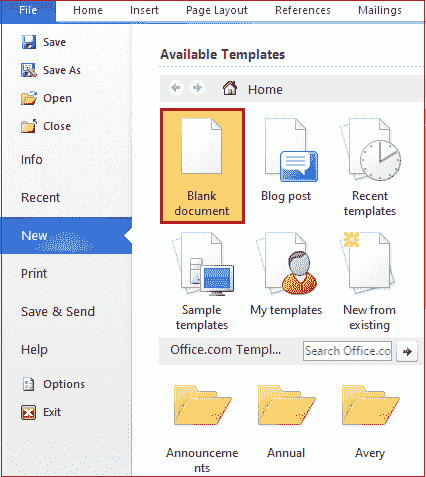 File Home Insert Page Layout References Mailings
Save
Save As
Open
Close
Info
Recent
New
Print
Save & Send
Help
Options
Exit
Available Templates
Home
Blank
document
Blog post
Recent
templates
Sample
templates
My templates
New from
existing
Office.com Templ... Search Office.co
Announceme
nts
Annual
Avery